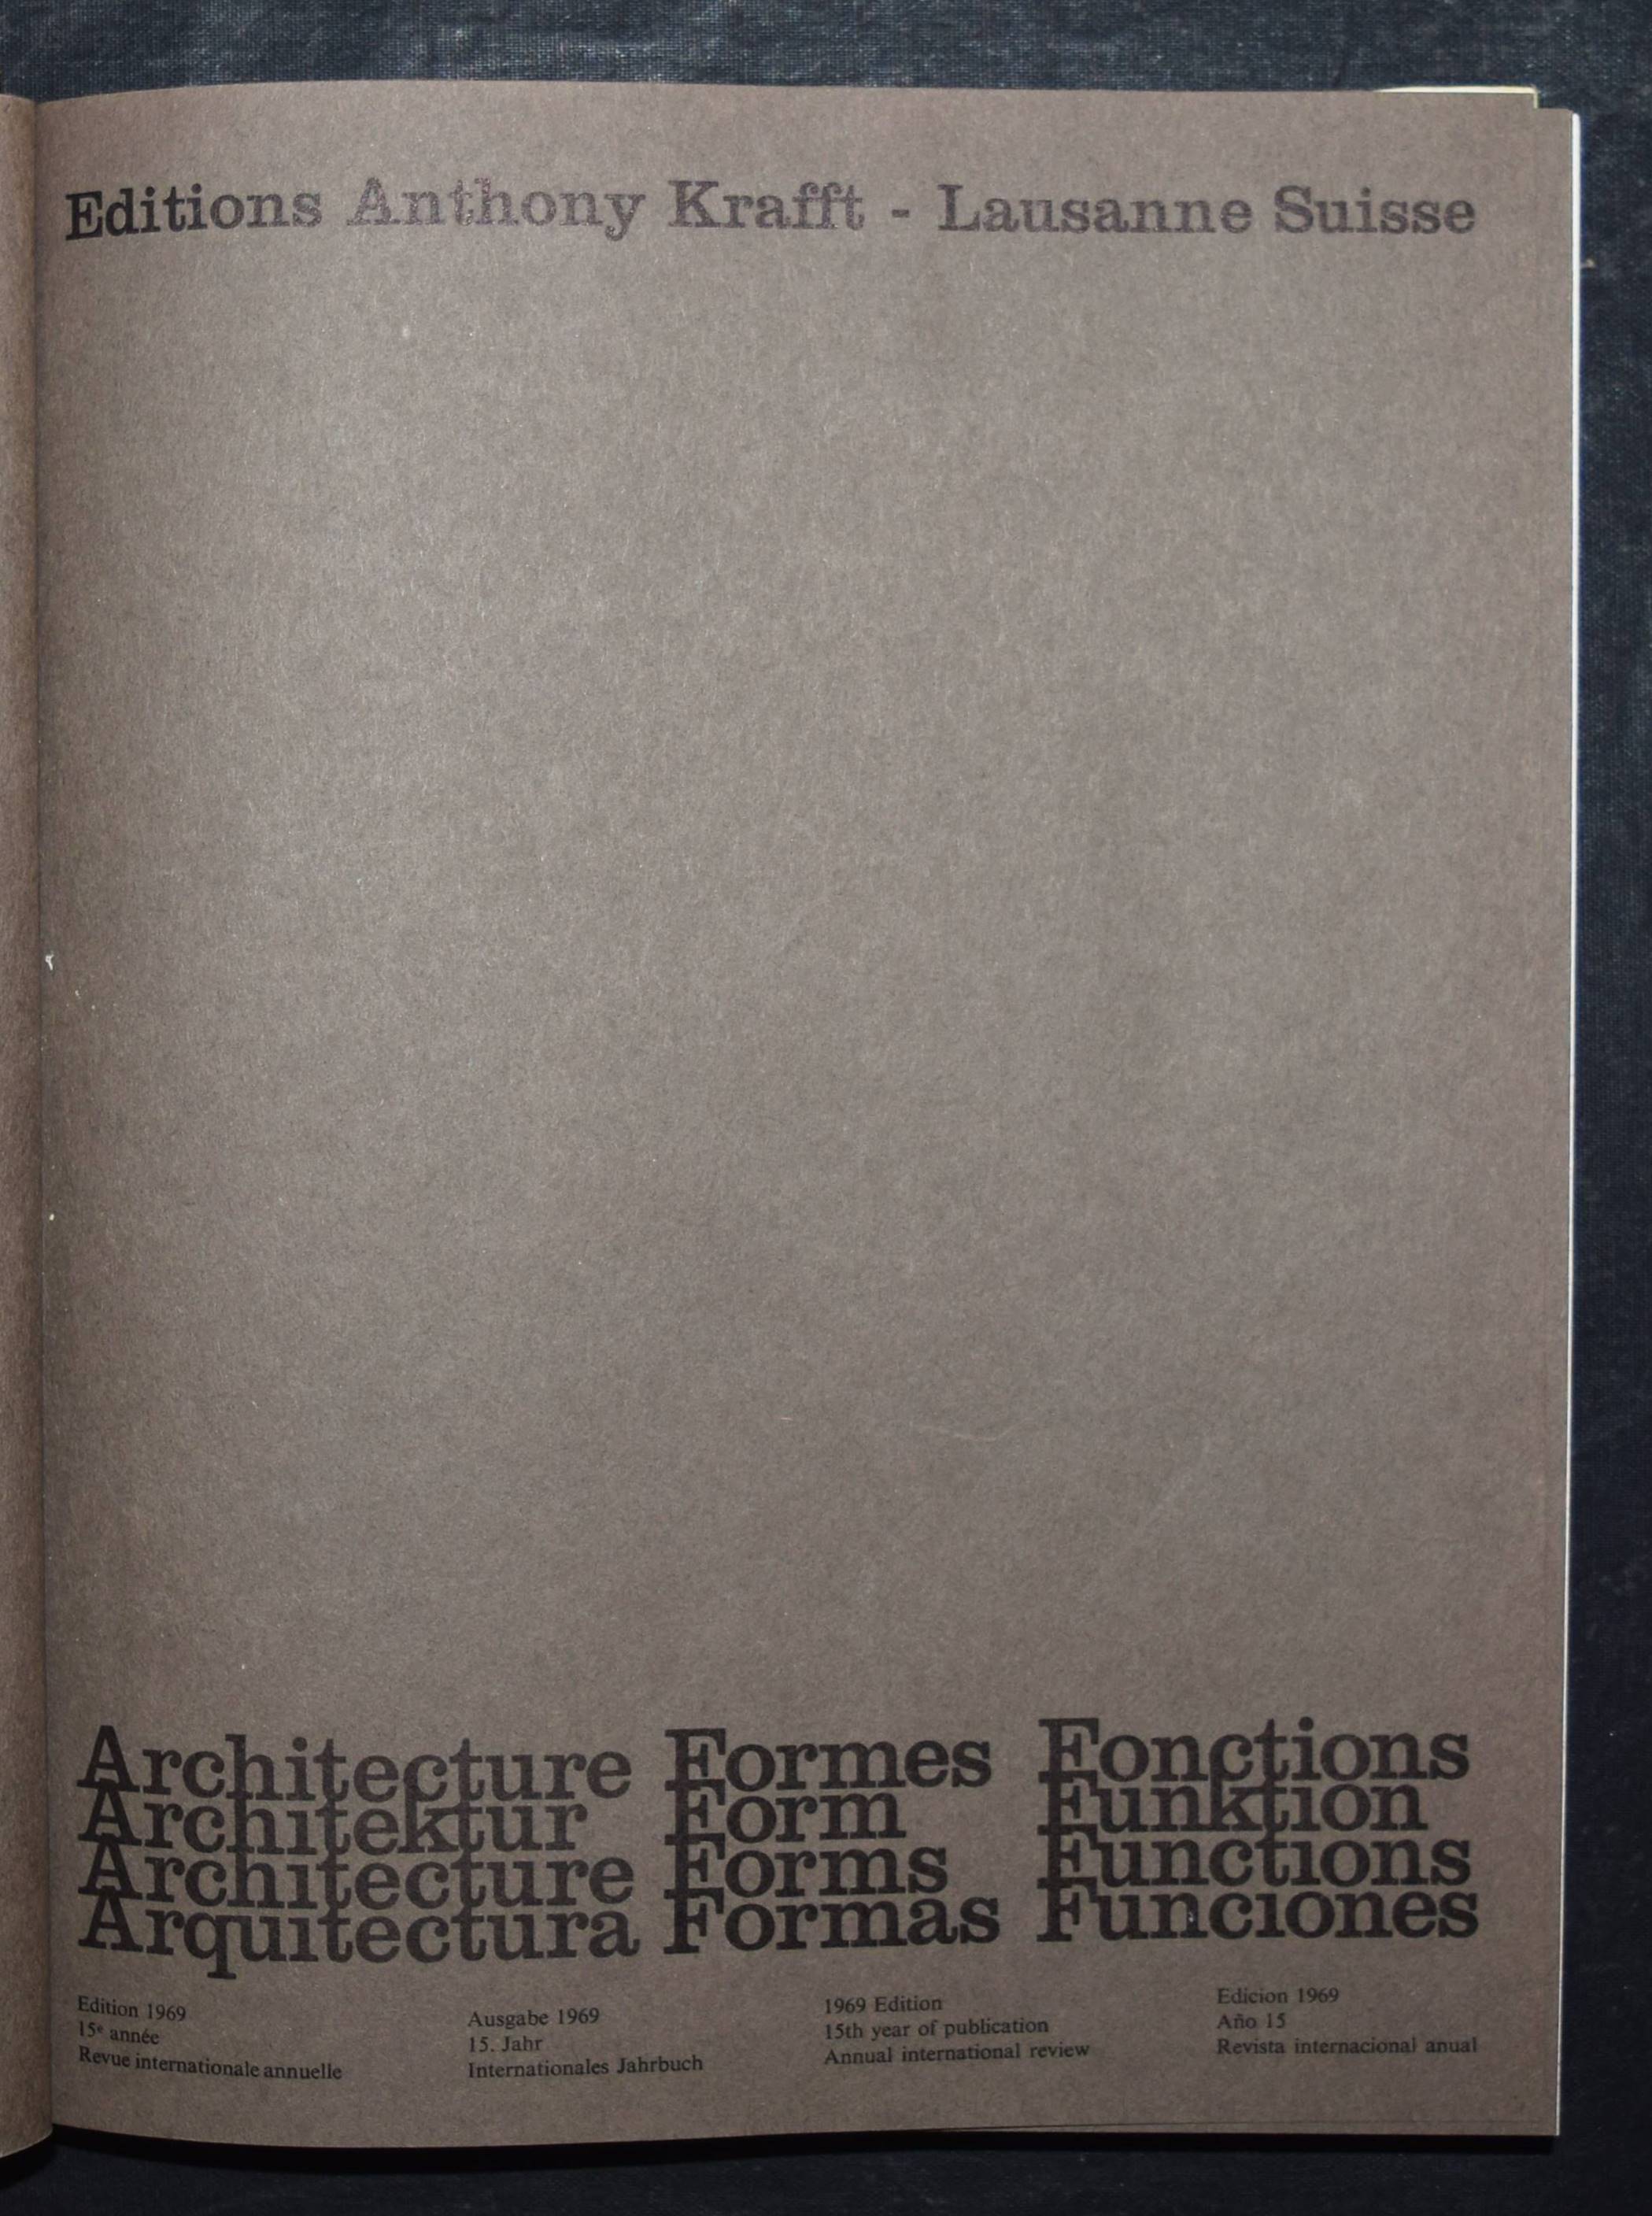 Editions Anthony Krafft - Lausanne Suisse
Architecture Formes Fonctions
Architektur Form Funktion
Architecture Forms Functions
Arquitectura Formas Funciones
Edition 1969
15e année
Revue internationale annuelle
Ausgabe 1969
15. Jahr
Internationales Jahrbuch
1969 Edition
15th year of publication
Annual international review
Edicion 1969
Año 15
Revista internacional anual